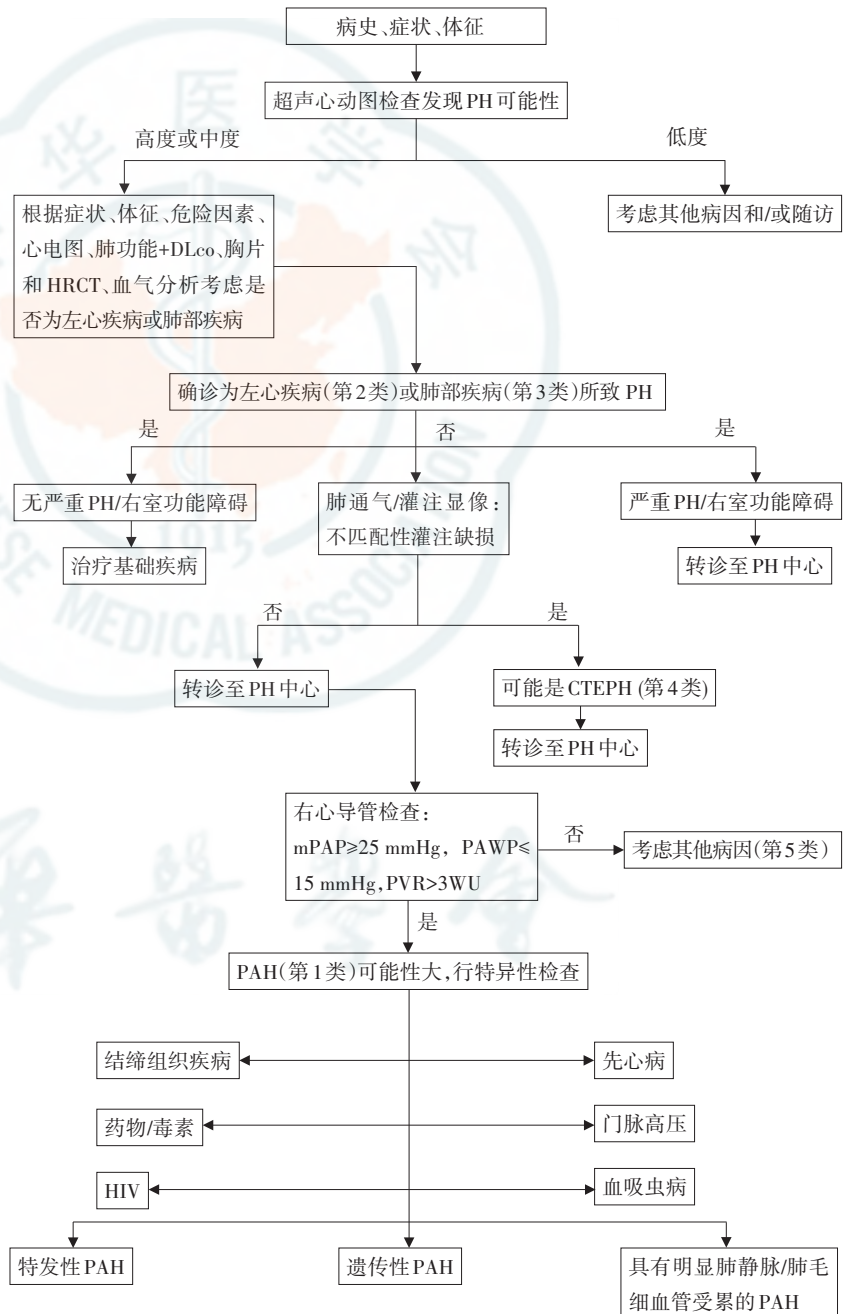 病史、症状、体征
超声心动图检查发现PH可能性
高度或中度
低度
根据症状、体征、危险因素、
心电图、肺功能+DLco、胸片
和HRCT、血气分析考虑是
否为左心疾病或肺部疾病
考虑其他病因和/或随访
确诊为左心疾病(第2类)或肺部疾病(第3类)所致 PH
是
否
是
无严重PH/右室功能障碍
肺通气/灌注显像：
不匹配性灌注缺损
严重PH/右室功能障碍
治疗基础疾病
转诊至PH中心
否
是
转诊至PH中心
可能是CTEPH (第4类)
转诊至PH中心
右心导管检查：
mPAP≥25 mmHg， PAWP≤
15 mmHg,PVR>3WU
否
考虑其他病因(第5类)
是
PAH(第1类)可能性大,行特异性检查
结缔组织疾病
先心病
药物/毒素
门脉高压
HIV
血吸虫病
特发性PAH
遗传性PAH
具有明显肺静脉/肺毛
细血管受累的PAH
华医学会
1915
SE MEDICAL ASSOCIATION
医学会